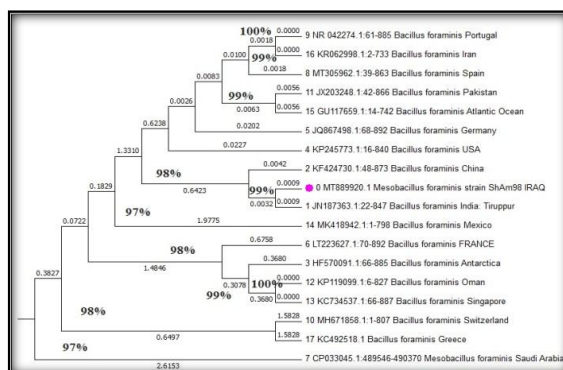 100% 0.0000 9 NR 042274.1:61-885 Bacillus foraminis Portugal
0.0018
0.0100 99% 0.0000 16 KR062998.1:2-733 Bacillus foraminis Iran
0.0083 0.0018 8 MT305962.1:39-863 Bacillus foraminis Spain
99% 0.0056 11 JX203248.1:42-866 Bacillus foraminis Pakistan
0.0026 0.0063 0.0056 15 GU117659.1:14-742 Bacillus foraminis Atlantic Ocean
0.6238 0.0202 5 JQ867498.1:68-892 Bacillus foraminis Germany
1.3310 0.0227 4 KP245773.1:16-840 Bacillus foraminis USA
98% 0.0042 2 KF424730.1:48-873 Bacillus foraminis China
0.1829 0.6423 99% 0.0009 0 MT889920.1 Mesobacillus foraminis strain ShAm98 IRAQ
0.0032 0.0009 1 JN187363.1:22-847 Bacillus foraminis India: Tiruppur
0.0722 97% 1.9775 14 MK418942.1:1-798 Bacillus foraminis Mexico
98% 0.6758 6 LT223627.1:70-892 Bacillus foraminis FRANCE
1.4846 0.3680 3 HF570091.1:66-885 Bacillus foraminis Antarctica
0.3827 0.3078 100% 0.0000 12 KP119099.1:6-827 Bacillus foraminis Oman
99% 0.3680 0.0000 13 KC734537.1:66-887 Bacillus foraminis Singapore
98% 1.5828 10 MH671858.1:1-807 Bacillus foraminis Switzerland
0.6497 1.5828 17 KC492518.1 Bacillus foraminis Greece
97% 2.6153 7 CP033045.1:489546-490370 Mesobacillus foraminis Saudi Arabia